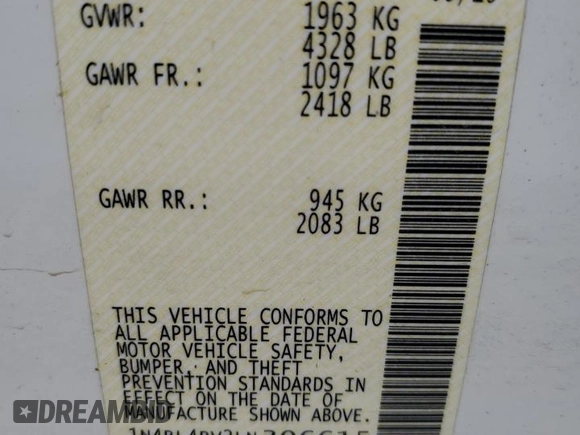 GVWR: 1963 KG
4328 LB
GAWR FR.: 1097 KG
2418 LB
GAWR RR.: 945 KG
2083 LB
THIS VEHICLE CONFORMS TO
ALL APPLICABLE FEDERAL
MOTOR VEHICLE SAFETY,
BUMPER, AND THEFT
PREVENTION STANDARDS IN
EFFECT ON THE DATE OF
MANUFACTURE SHOWN ABOVE.
DREAMBID